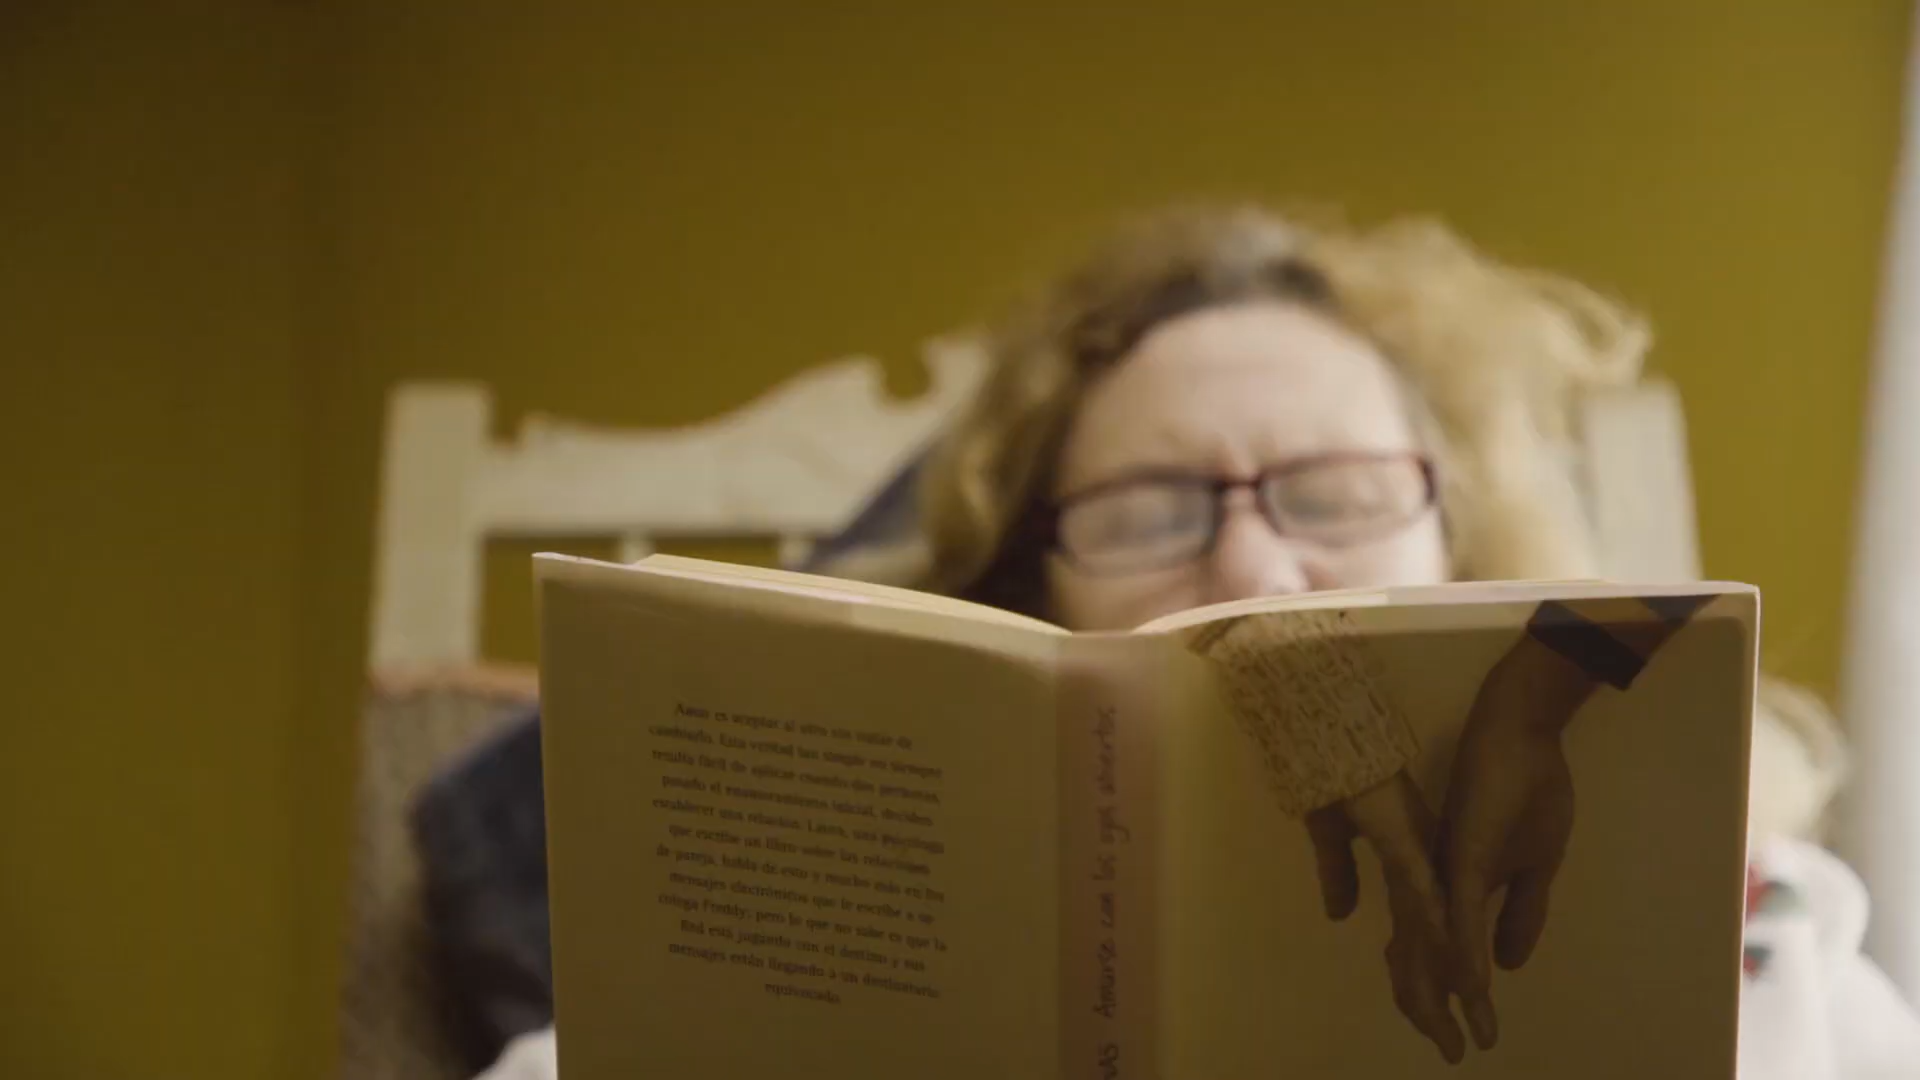 Amar es aceptar al otro sin tratar de
cambiarlo. Esta verdad tan simple no siempre
resulta fácil de aplicar cuando dos personas,
pasado el enamoramiento inicial, deciden
establecer una relación. Laura, una psicóloga
que escribe un libro sobre las relaciones
de pareja, habla de esto y mucho más en los
mensajes electrónicos que le escribe a su
colega Freddy; pero lo que no sabe es que la
Red está jugando con el destino y sus
mensajes están llegando a un destinatario
equivocado.
Amarse con los ojos abiertos